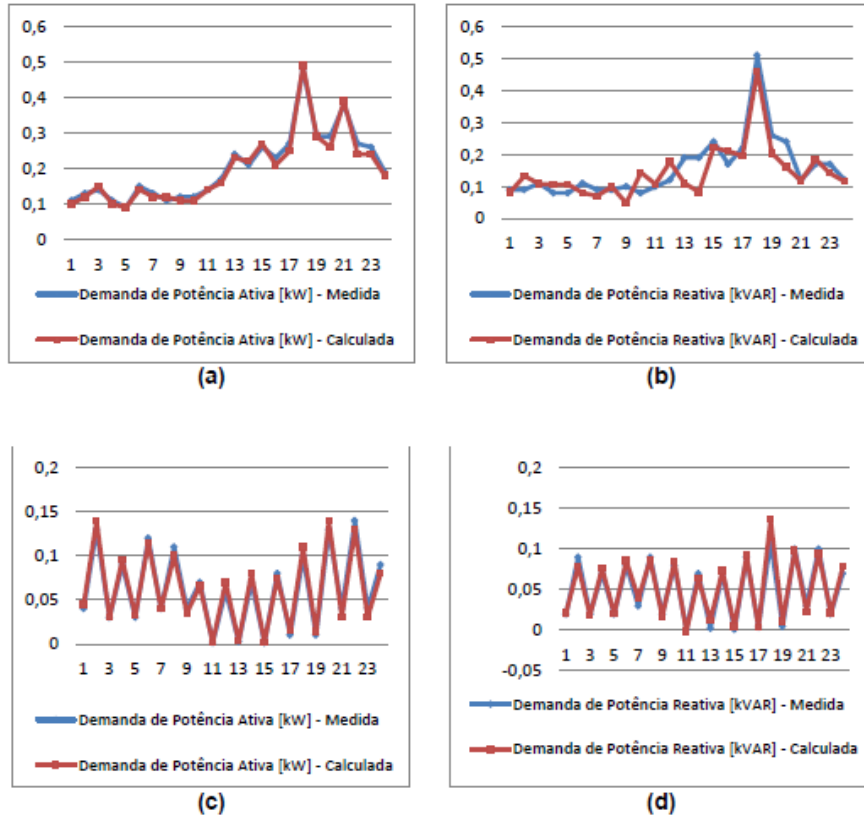 0,6
0,5
0,4
0,3
0,2
0,1
0
1 3 5 7 9 11 13 15 17 19 21 23
Demanda de Potência Ativa [kW] - Medida
Demanda de Potência Ativa [kW] - Calculada
(a)
0,6
0,5
0,4
0,3
0,2
0,1
0
1 3 5 7 9 11 13 15 17 19 21 23
Demanda de Potência Reativa [kVAR] - Medida
Demanda de Potência Reativa [kVAR] - Calculada
(b)
0,2
0,15
0,1
0,05
0
1 3 5 7 9 11 13 15 17 19 21 23
Demanda de Potência Ativa [kW] - Medida
Demanda de Potência Ativa [kW] - Calculada
(c)
0,2
0,15
0,1
0,05
0
-0,05
1 3 5 7 9 11 13 15 17 19 21 23
Demanda de Potência Reativa [kVAR] - Medida
Demanda de Potência Reativa [kVAR] - Calculada
(d)